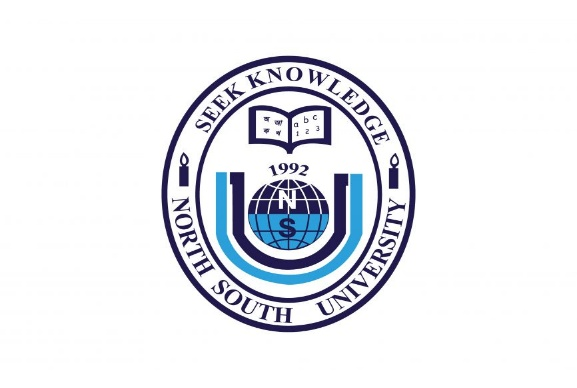 SEEK KNOWLEDGE
অ আ a b c
ক খ 1 2 3
1992
N
S
NORTH SOUTH UNIVERSITY